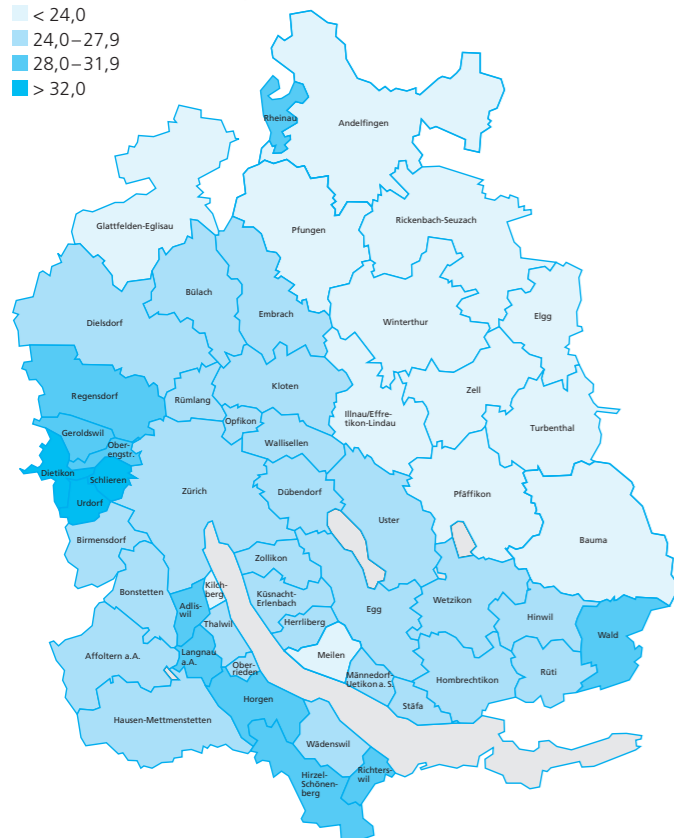 < 24,0
24,0–27,9
28,0–31,9
> 32,0
Rheinau
Andelfingen
Glattfelden-Eglisau
Pfungen
Rickenbach-Seuzach
Bülach
Embrach
Winterthur
Elgg
Dielsdorf
Regensdorf
Rümlang
Kloten
Zell
Illnau/Effre-
tikon-Lindau
Turbenthal
Geroldswil
Ober-
engstr.
Opfikon
Wallisellen
Dietikon
Schlieren
Urdorf
Zürich
Dübendorf
Pfäffikon
Uster
Birmensdorf
Bauma
Zollikon
Bonstetten
Kilch-
berg
Küsnacht-
Erlenbach
Adlis-
wil
Thalwil
Herrliberg
Egg
Wetzikon
Hinwil
Wald
Affoltern a.A.
Langnau
a.A.
Ober-
rieden
Meilen
Männedorf-
Uetikon a. S.
Hombrechtikon
Rüti
Horgen
Stäfa
Hausen-Mettmenstetten
Wädenswil
Hirzel-
Schönen-
berg
Richters-
wil